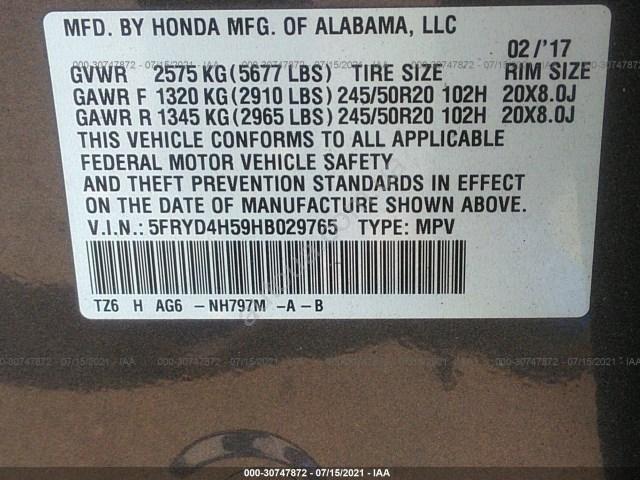 MFD. BY HONDA MFG. OF ALABAMA, LLC
02/'17
GVWR 2575 KG (5677 LBS) TIRE SIZE RIM SIZE
GAWR F 1320 KG (2910 LBS) 245/50R20 102H 20X8.0J
GAWR R 1345 KG (2965 LBS) 245/50R20 102H 20X8.0J
THIS VEHICLE CONFORMS TO ALL APPLICABLE
FEDERAL MOTOR VEHICLE SAFETY
AND THEFT PREVENTION STANDARDS IN EFFECT
ON THE DATE OF MANUFACTURE SHOWN ABOVE.
V.I.N.: 5FRYD4H59HB029765 TYPE: MPV
TZ6 H AG6 -NH797M -A-B
000-30747872 - 07/15/2021 - IAA